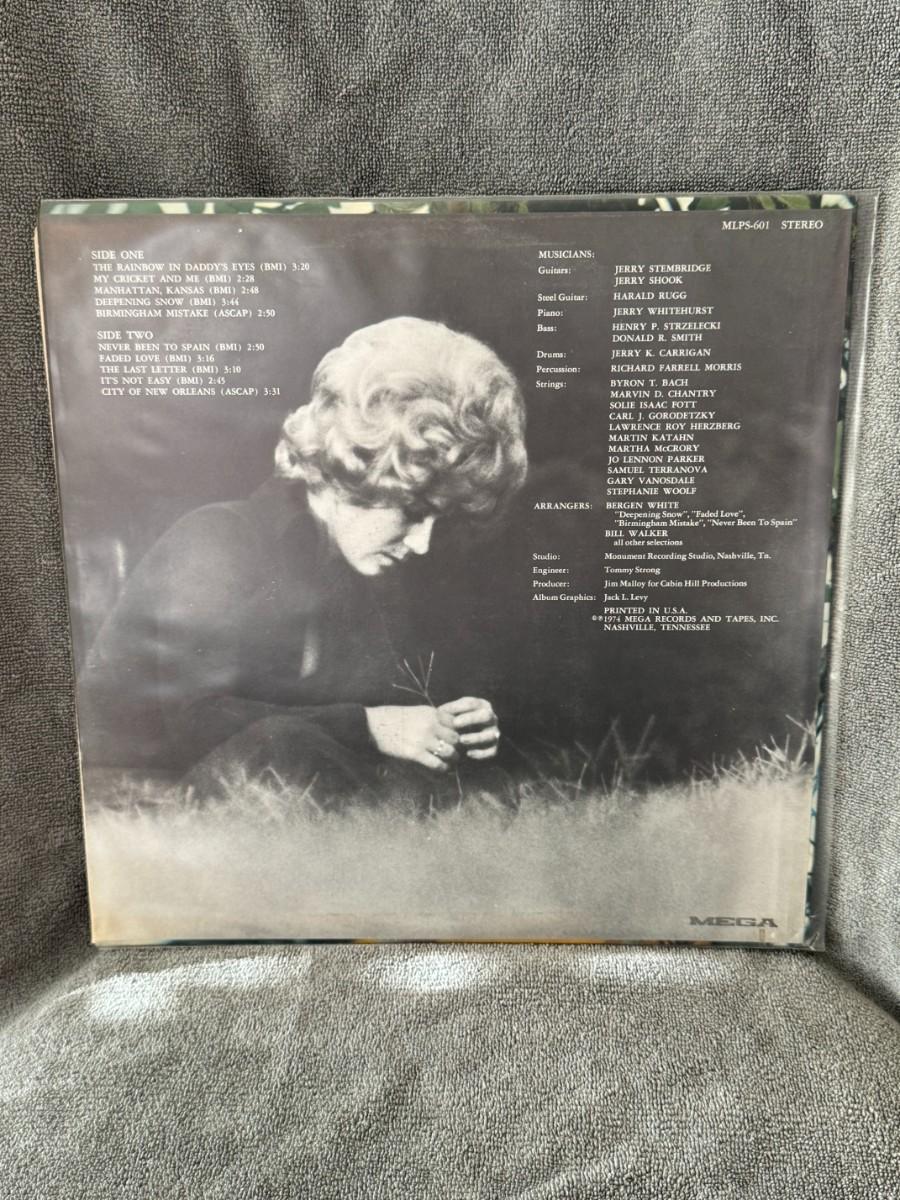 MLPS-601 STEREO
SIDE ONE
THE RAINBOW IN DADDY'S EYES (BMI) 3:20
MY CRICKET AND ME (BMI) 2:28
MANHATTAN, KANSAS (BMI) 2:48
DEEPENING SNOW (BMI) 3:44
BIRMINGHAM MISTAKE (ASCAP) 2:50
SIDE TWO
NEVER BEEN TO SPAIN (BMI) 2:50
FADED LOVE (BMI) 3:16
THE LAST LETTER (BMI) 3:10
IT'S NOT EASY (BMI) 2:45
CITY OF NEW ORLEANS (ASCAP) 3:31
MUSICIANS:
Guitars: JERRY STEMBRIDGE
JERRY SHOOK
Steel Guitar: HARALD RUGG
Piano: JERRY WHITEHURST
Bass: HENRY P. STRZELECKI
DONALD R. SMITH
Drums: JERRY K. CARRIGAN
Percussion: RICHARD FARRELL MORRIS
Strings: BYRON T. BACH
MARVIN D. CHANTRY
SOLIE ISAAC FOTT
CARL J. GORODETZKY
LAWRENCE ROY HERZBERG
MARTIN KATAHN
MARTHA McCRORY
JO LENNON PARKER
SAMUEL TERRANOVA
GARY VANOSDALE
STEPHANIE WOOLF
ARRANGERS: BERGEN WHITE
"Deepening Snow", "Faded Love",
"Birmingham Mistake", "Never Been To Spain"
BILL WALKER
all other selections
Studio: Monument Recording Studio, Nashville, Tn.
Engineer: Tommy Strong
Producer: Jim Malloy for Cabin Hill Productions
Album Graphics: Jack L. Levy
PRINTED IN U.S.A.
©℗1974 MEGA RECORDS AND TAPES, INC.
NASHVILLE, TENNESSEE
MEGA